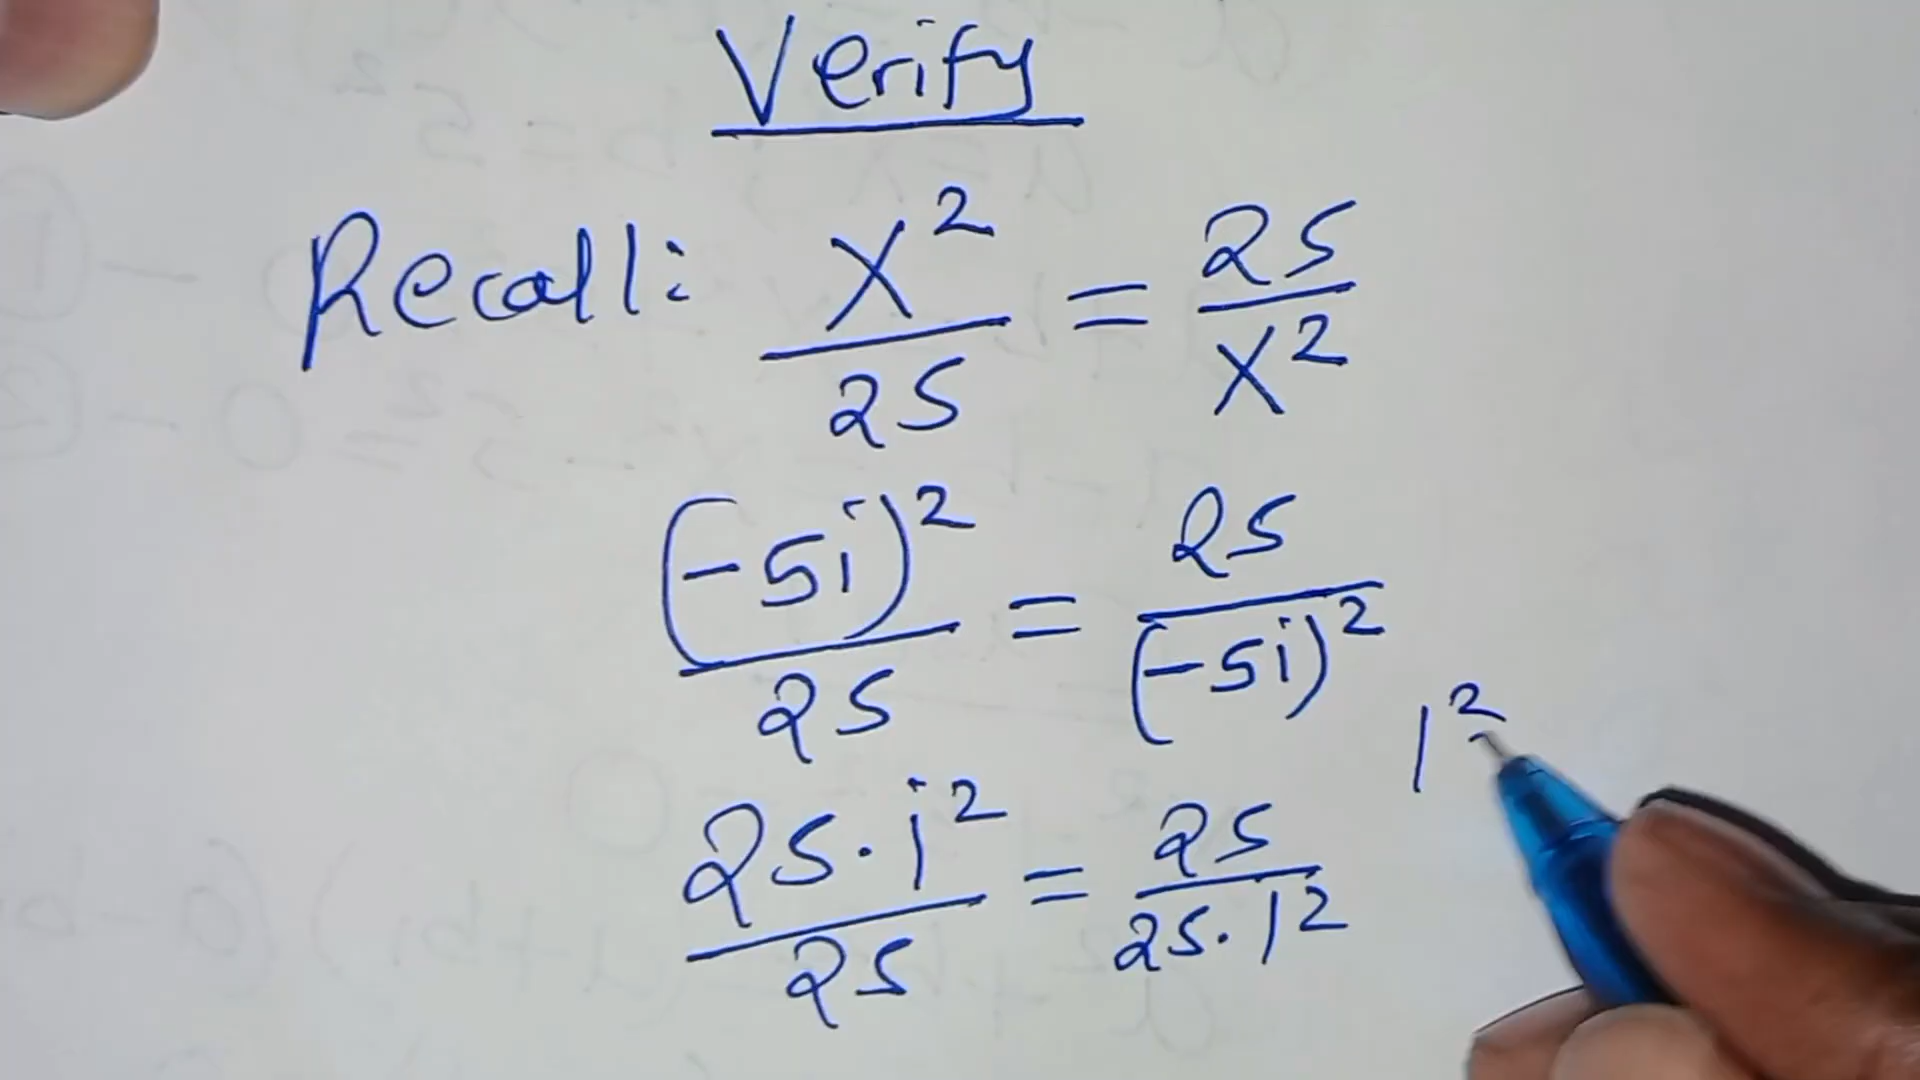 Verify
Recall: x²/25 = 25/x²
(-5i)²/25 = 25/(-5i)²
i²
25·i²/25 = 25/25·i²